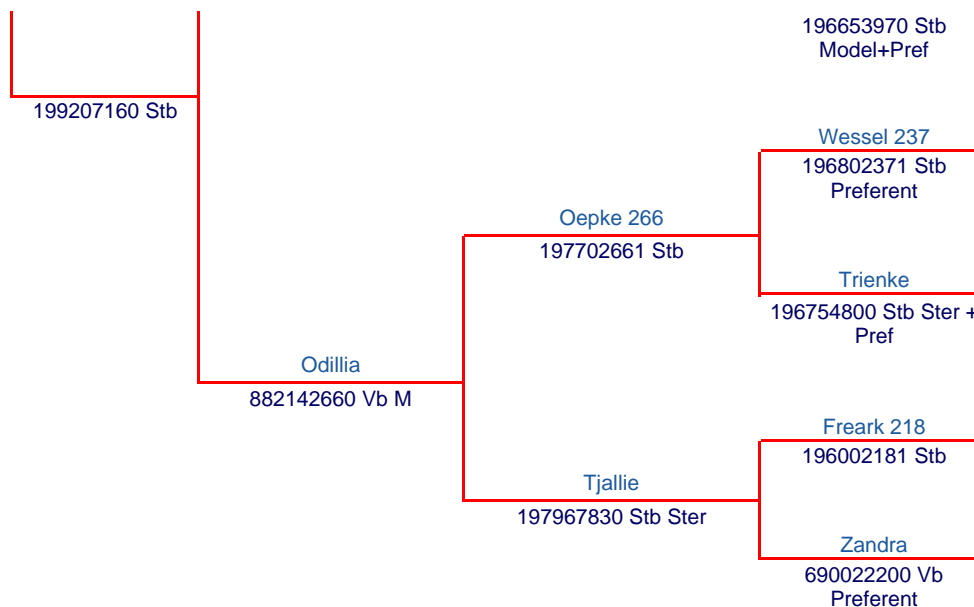 196653970 Stb
Model+Pref
199207160 Stb
Wessel 237
196802371 Stb
Preferent
Oepke 266
197702661 Stb
Trienke
196754800 Stb Ster +
Pref
Odillia
882142660 Vb M
Freark 218
196002181 Stb
Tjallie
197967830 Stb Ster
Zandra
690022200 Vb
Preferent